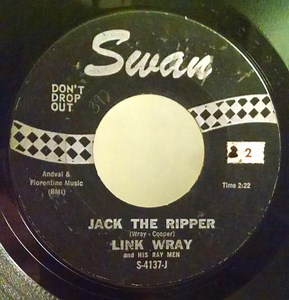 Swan
DON'T
DROP
OUT
Andval &
Florentine Music
(BMI)
2
Time 2:22
JACK THE RIPPER
(Wray - Cooper)
LINK WRAY
and HIS RAY MEN
S-4137-J